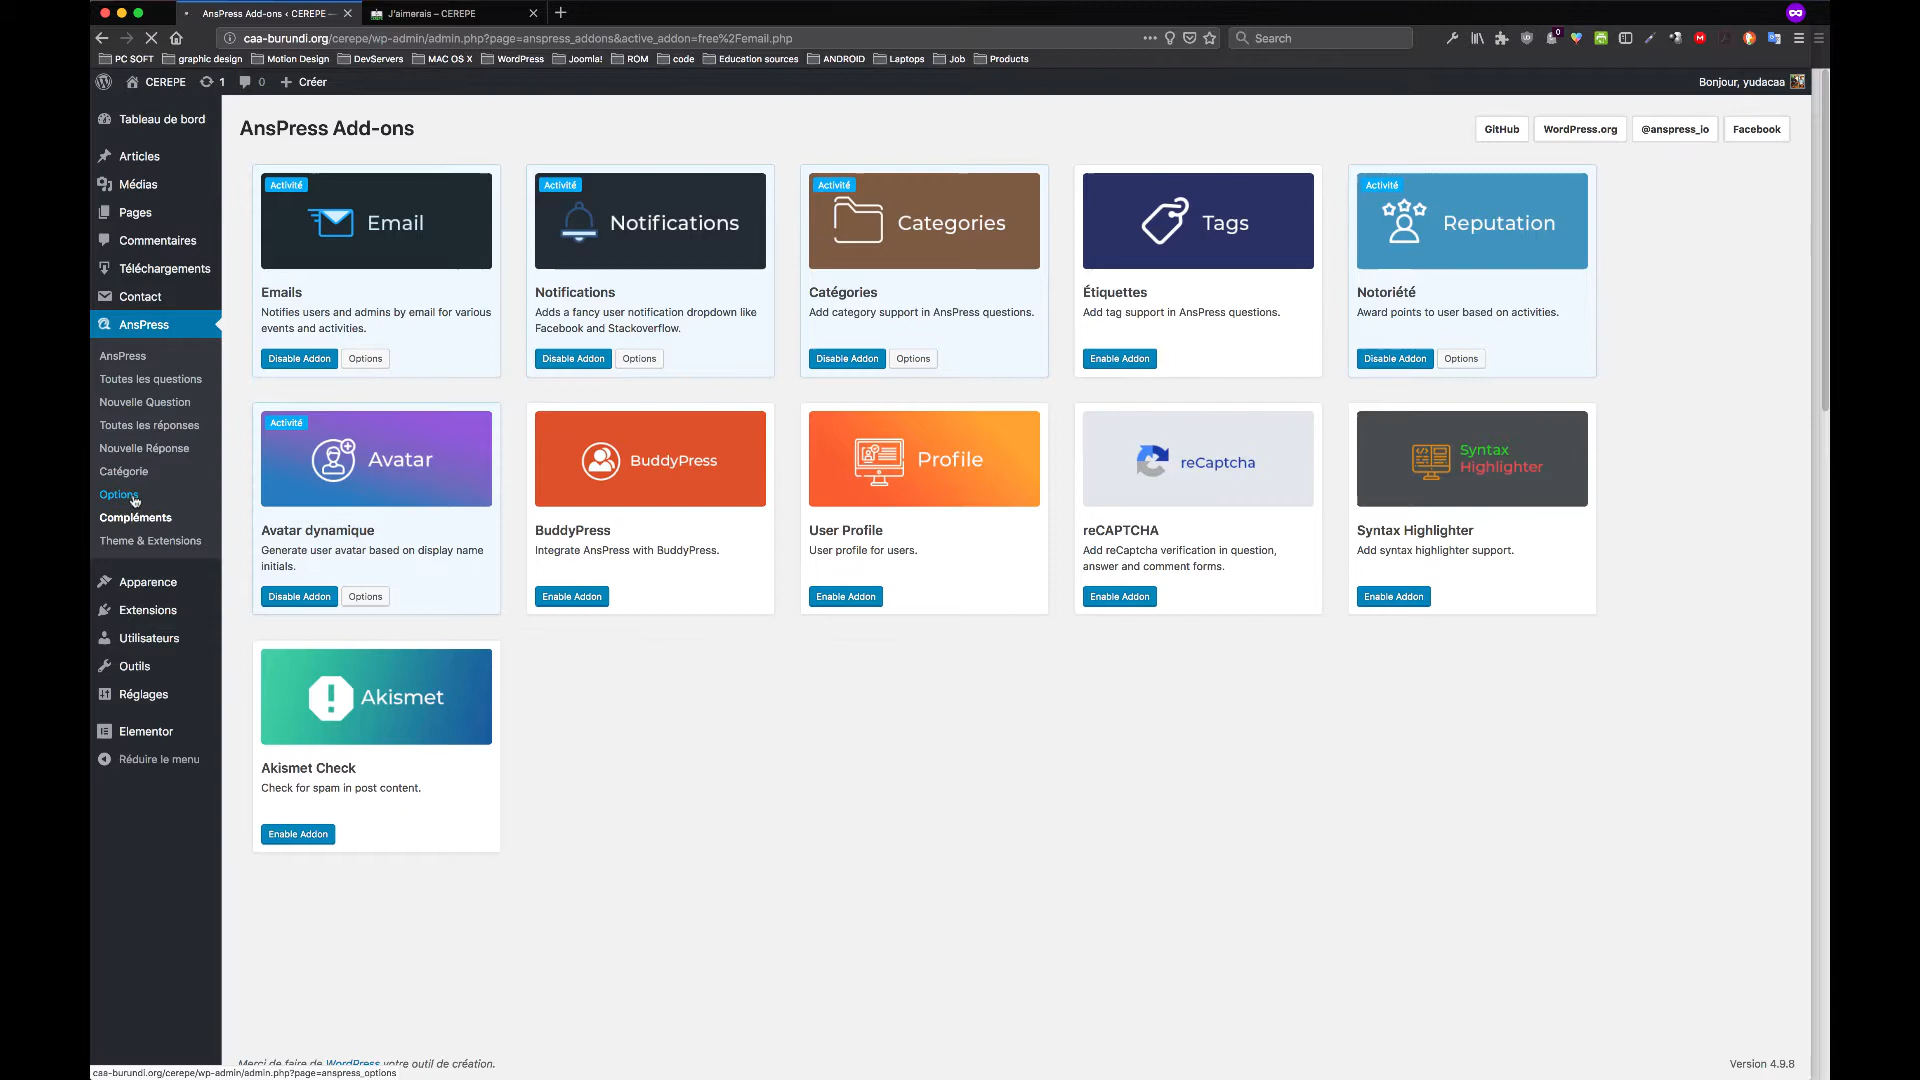 AnsPress Add-ons ‹ CEREPE —
J'aimerais – CEREPE
caa-burundi.org/cerepe/wp-admin/admin.php?page=anspress_addons&active_addon=free%2Femail.php
Search
0
PC SOFT graphic design Motion Design DevServers MAC OS X WordPress Joomla! ROM code Education sources ANDROID Laptops Job Products
CEREPE 1 0 Créer
Bonjour, yudacaa
Tableau de bord
Articles
Médias
Pages
Commentaires
Téléchargements
Contact
AnsPress
AnsPress
Toutes les questions
Nouvelle Question
Toutes les réponses
Nouvelle Réponse
Catégorie
Options
Compléments
Theme & Extensions
Apparence
Extensions
Utilisateurs
Outils
Réglages
Elementor
Réduire le menu
AnsPress Add-ons
GitHub WordPress.org @anspress_io Facebook
Activité
Email
Emails
Notifies users and admins by email for various
events and activities.
Disable Addon Options
Activité
Notifications
Notifications
Adds a fancy user notification dropdown like
Facebook and Stackoverflow.
Disable Addon Options
Activité
Categories
Catégories
Add category support in AnsPress questions.
Disable Addon Options
Tags
Étiquettes
Add tag support in AnsPress questions.
Enable Addon
Activité
Reputation
Notoriété
Award points to user based on activities.
Disable Addon Options
Activité
Avatar
Avatar dynamique
Generate user avatar based on display name
initials.
Disable Addon Options
BuddyPress
BuddyPress
Integrate AnsPress with BuddyPress.
Enable Addon
Profile
User Profile
User profile for users.
Enable Addon
reCaptcha
reCAPTCHA
Add reCaptcha verification in question,
answer and comment forms.
Enable Addon
Syntax
Highlighter
Syntax Highlighter
Add syntax highlighter support.
Enable Addon
Akismet
Akismet Check
Check for spam in post content.
Enable Addon
Merci de faire de WordPress votre outil de création.
Version 4.9.8
caa-burundi.org/cerepe/wp-admin/admin.php?page=anspress_options